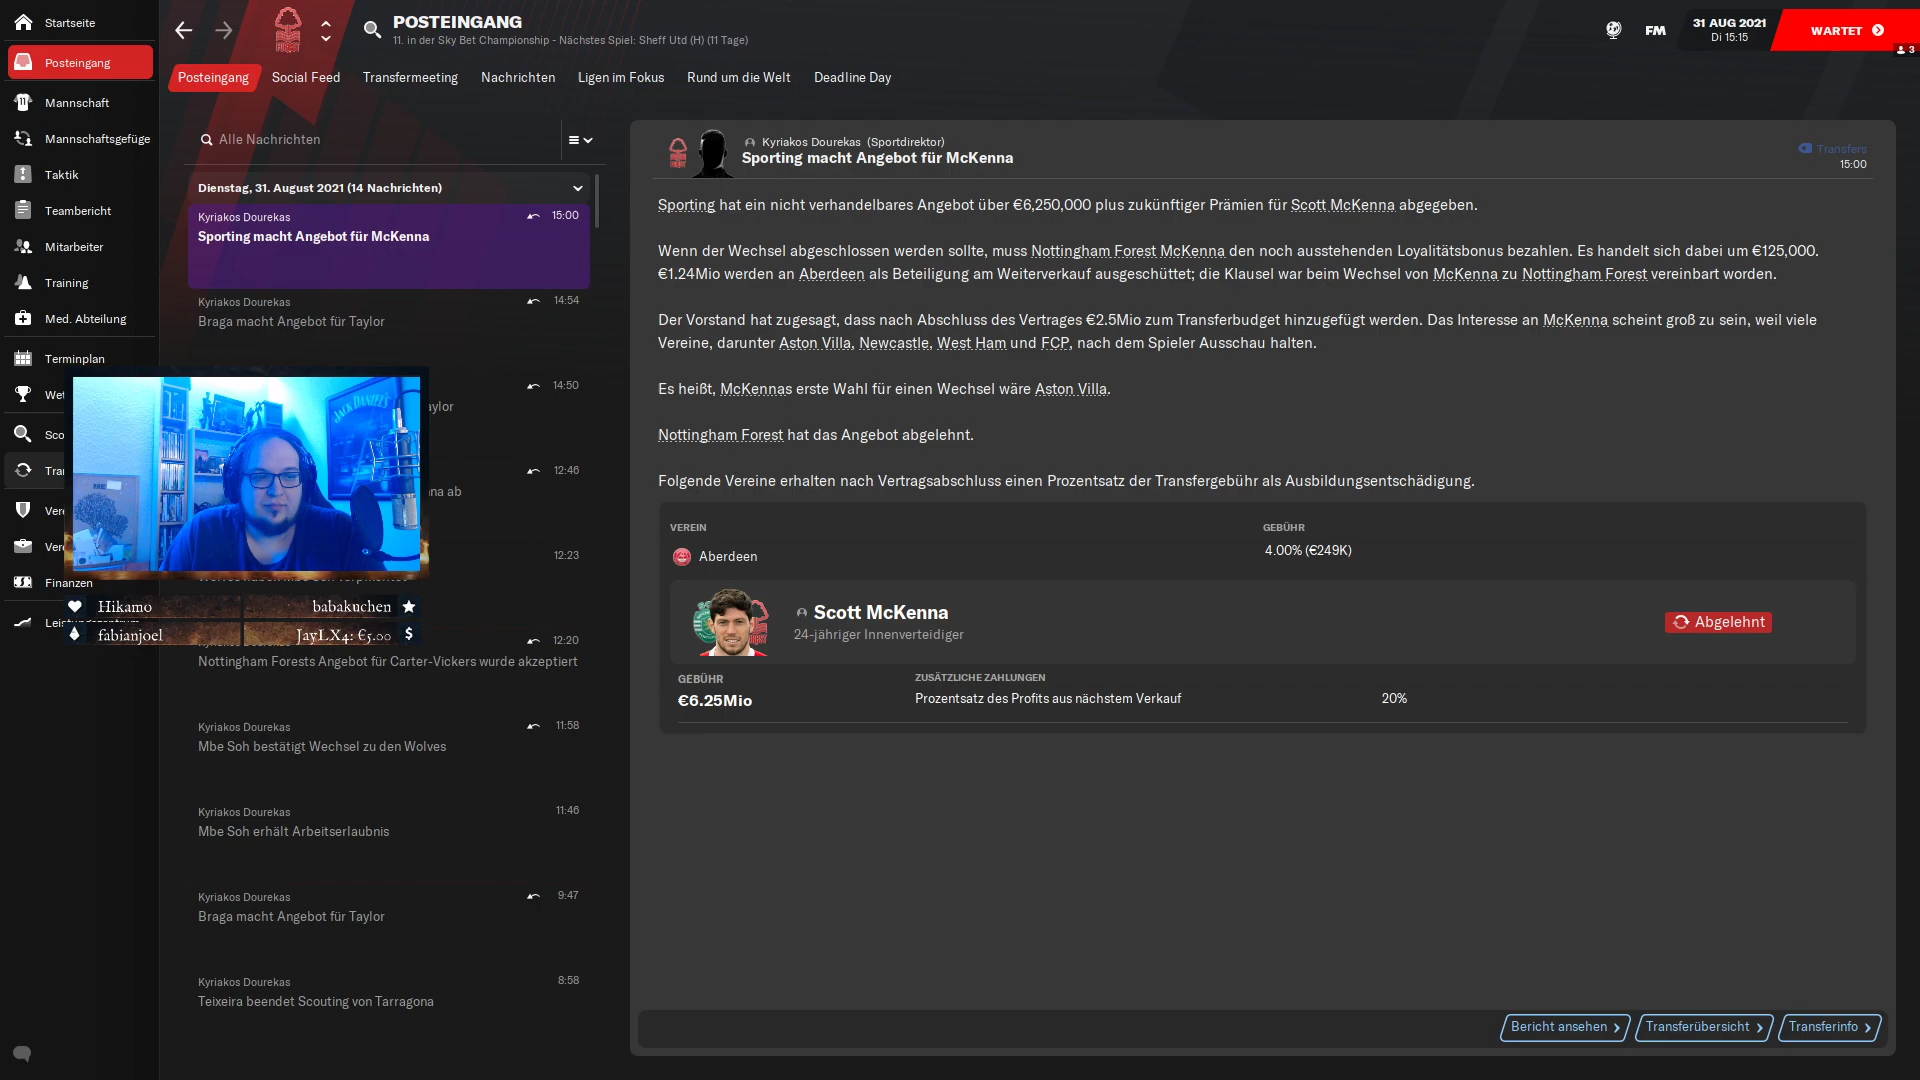 Startseite
Posteingang
Mannschaft
Mannschaftsgefüge
Taktik
Teambericht
Mitarbeiter
Training
Med. Abteilung
Terminplan
Wet
Sco
Tra
Vere
Vere
Finanzen
POSTEINGANG
11. in der Sky Bet Championship - Nächstes Spiel: Sheff Utd (H) (11 Tage)
FM
31 AUG 2021
Di 15:15
WARTET
3
Posteingang Social Feed Transfermeeting Nachrichten Ligen im Fokus Rund um die Welt Deadline Day
Alle Nachrichten
Dienstag, 31. August 2021 (14 Nachrichten)
Kyriakos Dourekas 15:00
Sporting macht Angebot für McKenna
Kyriakos Dourekas 14:54
Braga macht Angebot für Taylor
14:50
aylor
12:46
na ab
12:23
12:20
Nottingham Forests Angebot für Carter-Vickers wurde akzeptiert
Kyriakos Dourekas 11:58
Mbe Soh bestätigt Wechsel zu den Wolves
Kyriakos Dourekas 11:46
Mbe Soh erhält Arbeitserlaubnis
Kyriakos Dourekas 9:47
Braga macht Angebot für Taylor
Kyriakos Dourekas 8:58
Teixeira beendet Scouting von Tarragona
JACK DANIEL'S
Hikamo
babakuchen
fabianjoel
JayLX4: €5.00
Kyriakos Dourekas (Sportdirektor)
Sporting macht Angebot für McKenna
Transfers
15:00
Sporting hat ein nicht verhandelbares Angebot über €6,250,000 plus zukünftiger Prämien für Scott McKenna abgegeben.
Wenn der Wechsel abgeschlossen werden sollte, muss Nottingham Forest McKenna den noch ausstehenden Loyalitätsbonus bezahlen. Es handelt sich dabei um €125,000.
€1.24Mio werden an Aberdeen als Beteiligung am Weiterverkauf ausgeschüttet; die Klausel war beim Wechsel von McKenna zu Nottingham Forest vereinbart worden.
Der Vorstand hat zugesagt, dass nach Abschluss des Vertrages €2.5Mio zum Transferbudget hinzugefügt werden. Das Interesse an McKenna scheint groß zu sein, weil viele
Vereine, darunter Aston Villa, Newcastle, West Ham und FCP, nach dem Spieler Ausschau halten.
Es heißt, McKennas erste Wahl für einen Wechsel wäre Aston Villa.
Nottingham Forest hat das Angebot abgelehnt.
Folgende Vereine erhalten nach Vertragsabschluss einen Prozentsatz der Transfergebühr als Ausbildungsentschädigung.
VEREIN GEBÜHR
Aberdeen 4.00% (€249K)
Scott McKenna
24-jähriger Innenverteidiger
Abgelehnt
GEBÜHR ZUSÄTZLICHE ZAHLUNGEN
€6.25Mio Prozentsatz des Profits aus nächstem Verkauf 20%
Bericht ansehen Transferübersicht Transferinfo